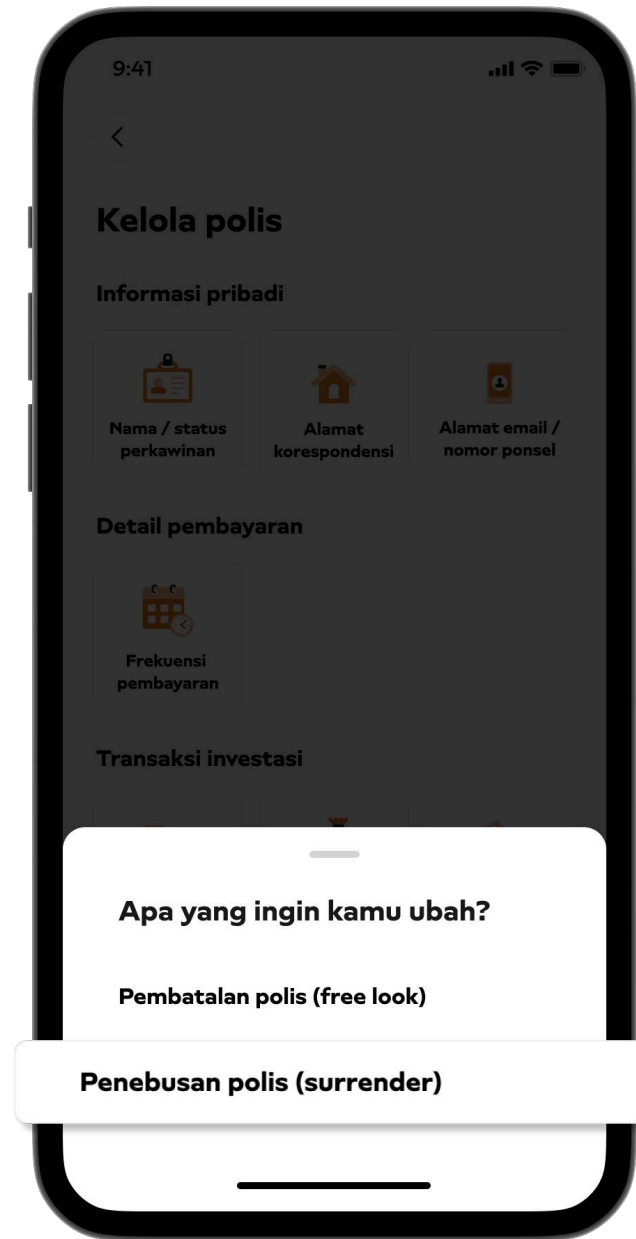 9:41
Kelola polis
Informasi pribadi
Nama / status
perkawinan
Alamat
korespondensi
Alamat email /
nomor ponsel
Detail pembayaran
Frekuensi
pembayaran
Transaksi investasi
Apa yang ingin kamu ubah?
Pembatalan polis (free look)
Penebusan polis (surrender)